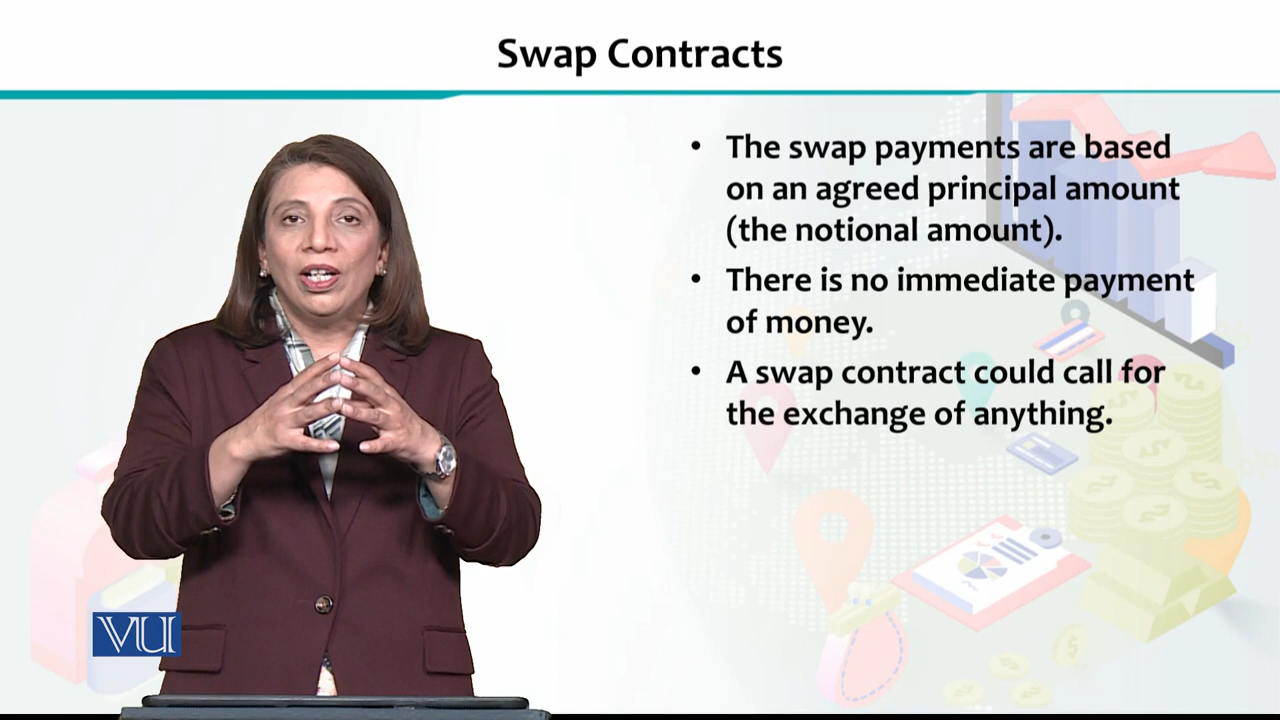 Swap Contracts
• The swap payments are based
on an agreed principal amount
(the notional amount).
• There is no immediate payment
of money.
• A swap contract could call for
the exchange of anything.
VU